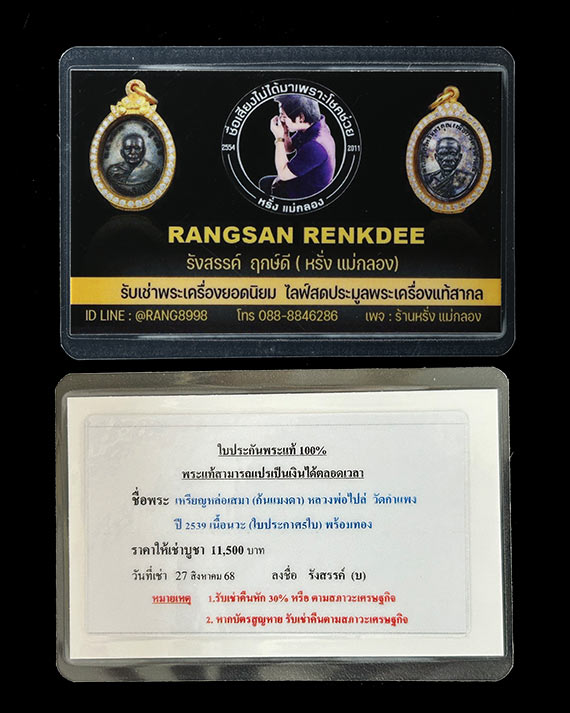 ชื่อเสียงไม่ได้มาเพราะโชคช่วย
2554 2011
หรั่ง แม่กลอง
RANGSAN RENKDEE
รังสรรค์ ฤกษ์ดี ( หรั่ง แม่กลอง)
รับเช่าพระเครื่องยอดนิยม ไลฟ์สดประมูลพระเครื่องแท้สากล
ID LINE : @RANG8998 โทร 088-8846286 เพจ : ร้านหรั่ง แม่กลอง
ใบประกันพระแท้ 100%
พระแท้สามารถแปรเป็นเงินได้ตลอดเวลา
ชื่อพระ เหรียญหล่อเสมา (ก้นแมงดา) หลวงพ่อไปล่ วัดกำแพง
ปี 2539 เนื้อนวะ (ใบประกาศ5ใบ) พร้อมทอง
ราคาให้เช่าบูชา 11,500 บาท
วันที่เช่า 27 สิงหาคม 68 ลงชื่อ รังสรรค์ (บ)
หมายเหตุ 1.รับเช่าคืนหัก 30% หรือ ตามสภาวะเศรษฐกิจ
2. หากบัตรสูญหาย รับเช่าคืนตามสภาวะเศรษฐกิจ